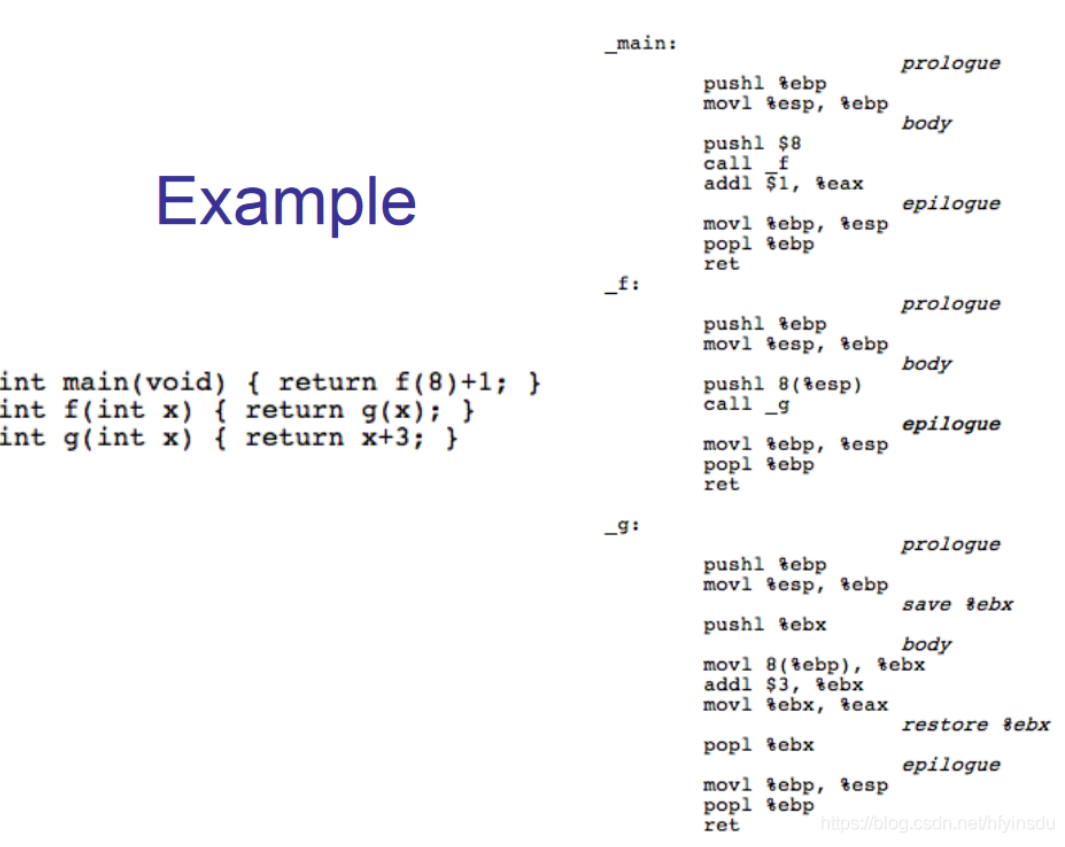 Example
int main(void) { return f(8)+1; }
int f(int x) { return g(x); }
int g(int x) { return x+3; }
_main:
prologue
pushl %ebp
movl %esp, %ebp
body
pushl $8
call _f
addl $1, %eax
epilogue
movl %ebp, %esp
popl %ebp
ret
_f:
prologue
pushl %ebp
movl %esp, %ebp
body
pushl 8(%esp)
call _g
epilogue
movl %ebp, %esp
popl %ebp
ret
_g:
prologue
pushl %ebp
movl %esp, %ebp
save %ebx
pushl %ebx
body
movl 8(%ebp), %ebx
addl $3, %ebx
movl %ebx, %eax
restore %ebx
popl %ebx
epilogue
movl %ebp, %esp
popl %ebp
ret
https://blog.csdn.net/hfyinsdu